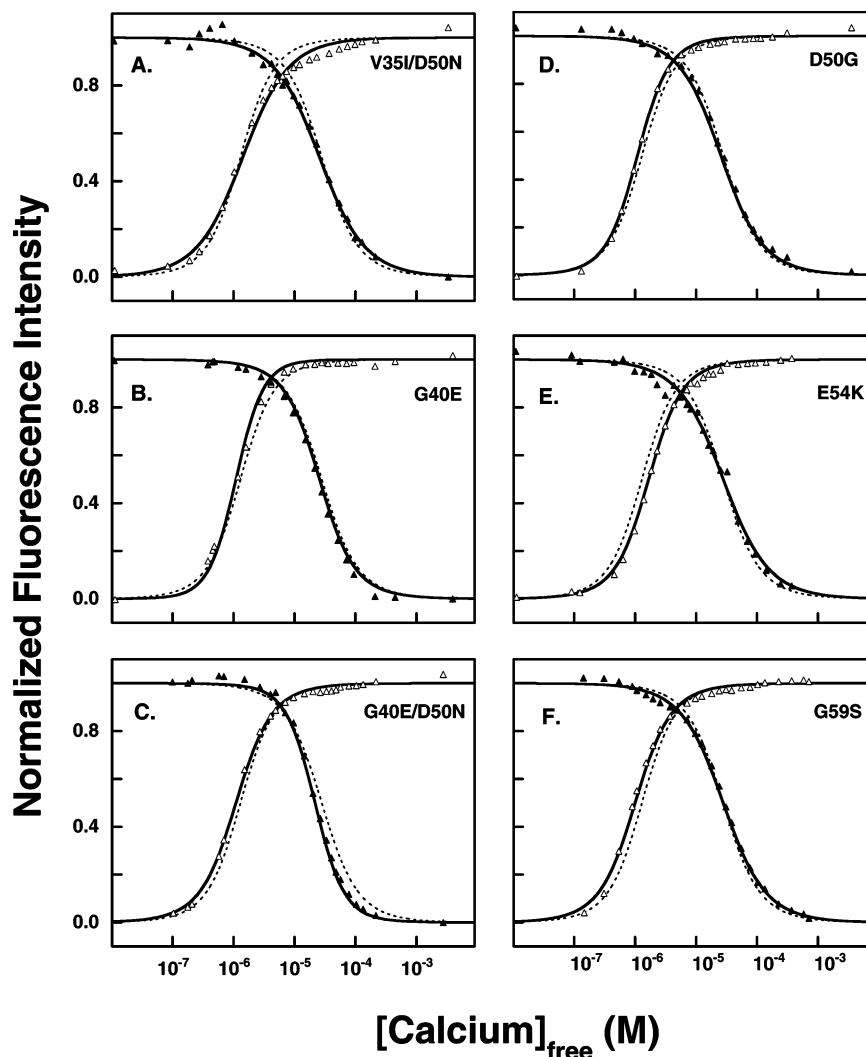 Normalized Fluorescence Intensity
A.
V35I/D50N
0.8
0.4
0.0
D.
D50G
B.
G40E
0.8
0.4
0.0
E.
E54K
C.
G40E/D50N
0.8
0.4
0.0
F.
G59S
10-7 10-6 10-5 10-4 10-3
10-7 10-6 10-5 10-4 10-3
[Calcium]free (M)